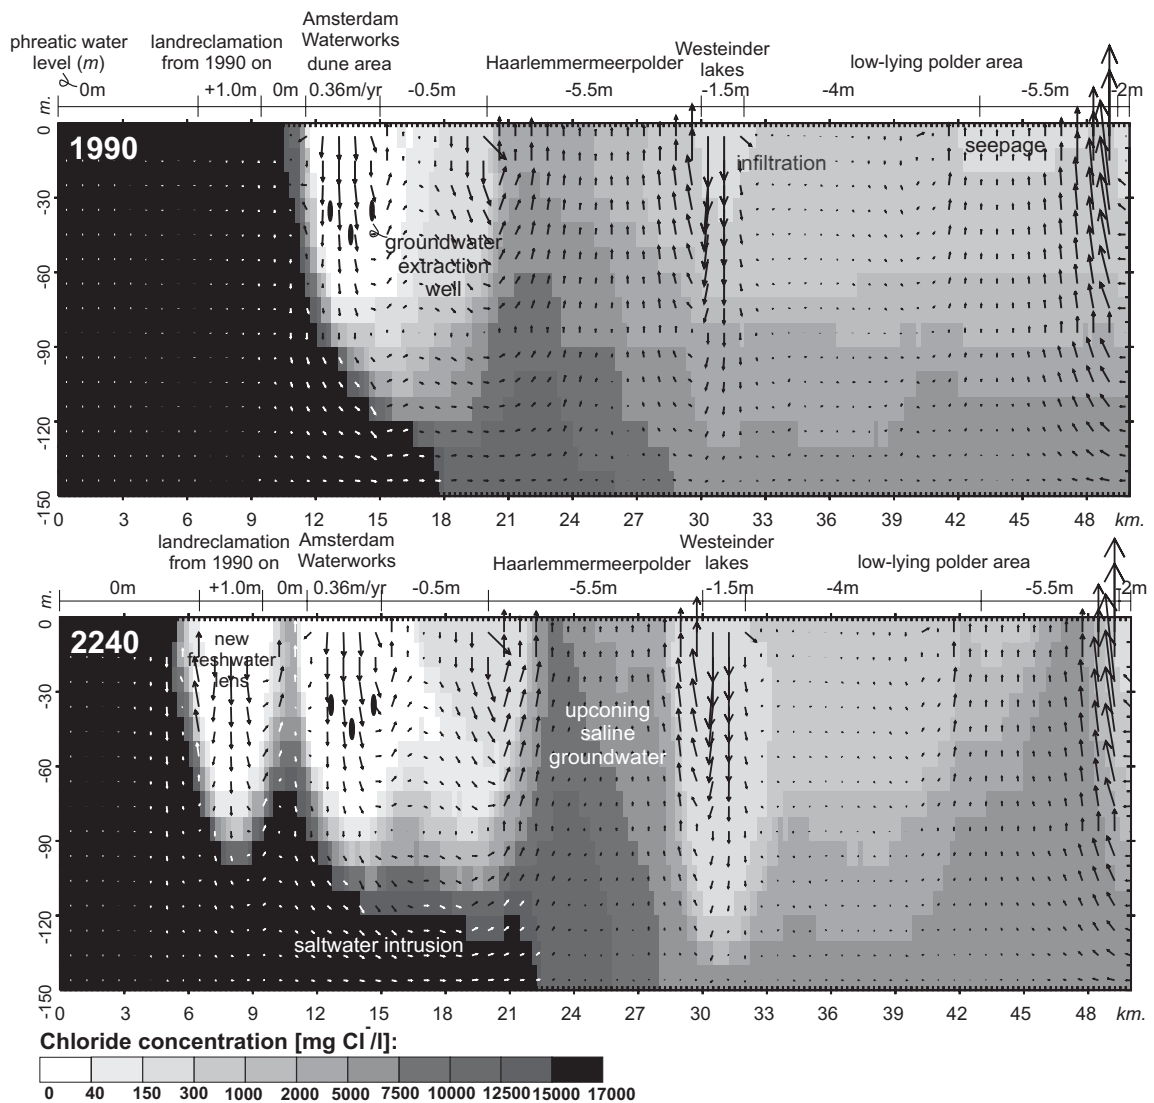 Amsterdam
Waterworks
dune area
phreatic water
level (m)
landreclamation
from 1990 on
Haarlemmermeerpolder
Westeinder
lakes
low-lying polder area
m. 0m +1.0m 0m 0.36m/yr -0.5m -5.5m -1.5m -4m -5.5m -2m
0
1990
seepage
infiltration
-30
groundwater
extraction
well
-60
-90
-120
-150
0 3 6 9 12 15 18 21 24 27 30 33 36 39 42 45 48 km.
landreclamation
from 1990 on
Amsterdam
Waterworks
Haarlemmermeerpolder
Westeinder
lakes
low-lying polder area
m. 0m +1.0m 0m 0.36m/yr -0.5m -5.5m -1.5m -4m -5.5m -2m
0
2240
new
freshwater
lens
-30
upconing
saline
groundwater
-60
-90
-120
saltwater intrusion
-150
0 3 6 9 12 15 18 21 24 27 30 33 36 39 42 45 48 km.
Chloride concentration [mg Cl⁻/l]:
0 40 150 300 1000 2000 5000 7500 10000 12500 15000 17000